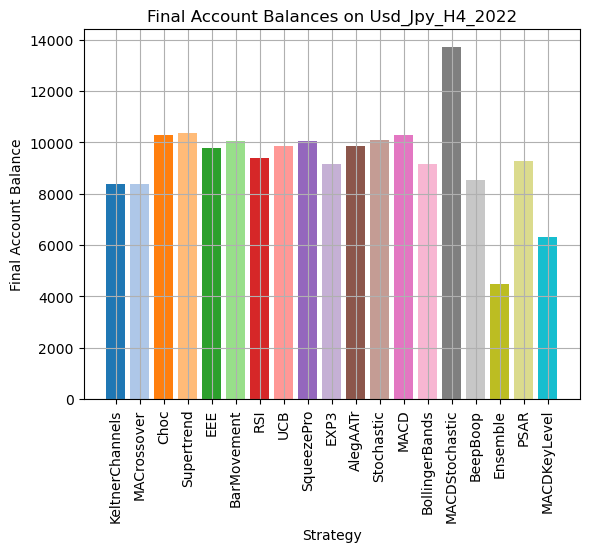 Final Account Balances on Usd_Jpy_H4_2022
Final Account Balance
14000
12000
10000
8000
6000
4000
2000
0
KeltnerChannels
MACrossover
Choc
Supertrend
EEE
BarMovement
RSI
UCB
SqueezePro
EXP3
AlegAATr
Stochastic
MACD
BollingerBands
MACDStochastic
BeepBoop
Ensemble
PSAR
MACDKeyLevel
Strategy